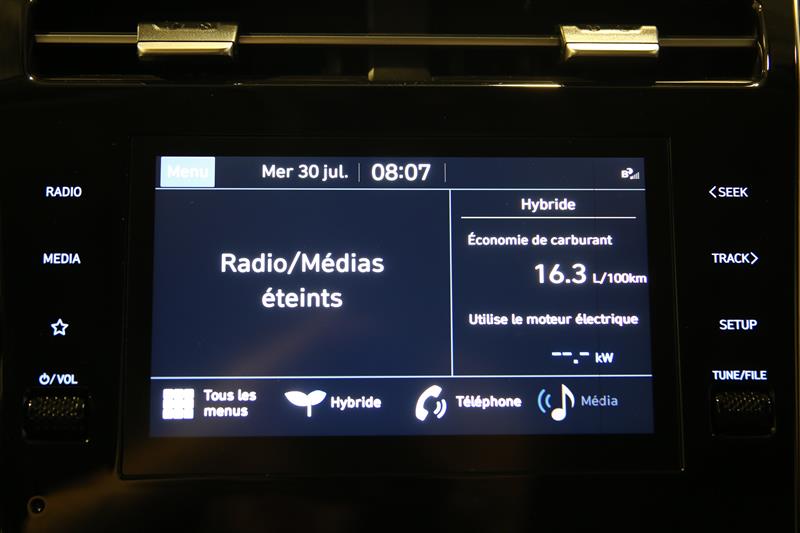 RADIO
MEDIA
⏻/VOL
Menu
Mer 30 jul.
08:07
Radio/Médias
éteints
Hybride
Économie de carburant
16.3 L/100km
Utilise le moteur électrique
--.- kW
Tous les
menus
Hybride
Téléphone
Média
<SEEK
TRACK>
SETUP
TUNE/FILE